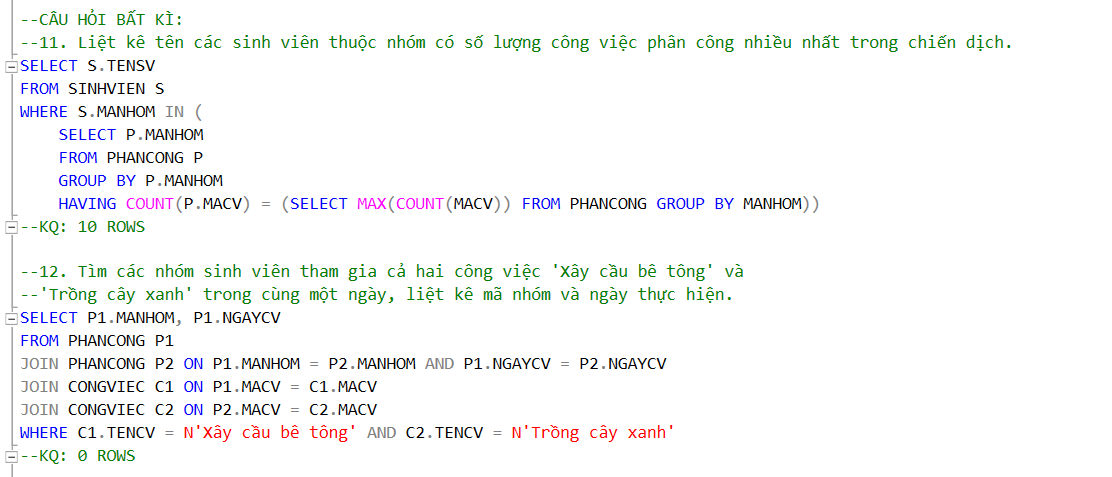 --CÂU HỎI BẤT KÌ:
--11. Liệt kê tên các sinh viên thuộc nhóm có số lượng công việc phân công nhiều nhất trong chiến dịch.
SELECT S.TENSV
FROM SINHVIEN S
WHERE S.MANHOM IN (
    SELECT P.MANHOM
    FROM PHANCONG P
    GROUP BY P.MANHOM
    HAVING COUNT(P.MACV) = (SELECT MAX(COUNT(MACV)) FROM PHANCONG GROUP BY MANHOM))
--KQ: 10 ROWS

--12. Tìm các nhóm sinh viên tham gia cả hai công việc 'Xây cầu bê tông' và
--'Trồng cây xanh' trong cùng một ngày, liệt kê mã nhóm và ngày thực hiện.
SELECT P1.MANHOM, P1.NGAYCV
FROM PHANCONG P1
JOIN PHANCONG P2 ON P1.MANHOM = P2.MANHOM AND P1.NGAYCV = P2.NGAYCV
JOIN CONGVIEC C1 ON P1.MACV = C1.MACV
JOIN CONGVIEC C2 ON P2.MACV = C2.MACV
WHERE C1.TENCV = N'Xây cầu bê tông' AND C2.TENCV = N'Trồng cây xanh'
--KQ: 0 ROWS